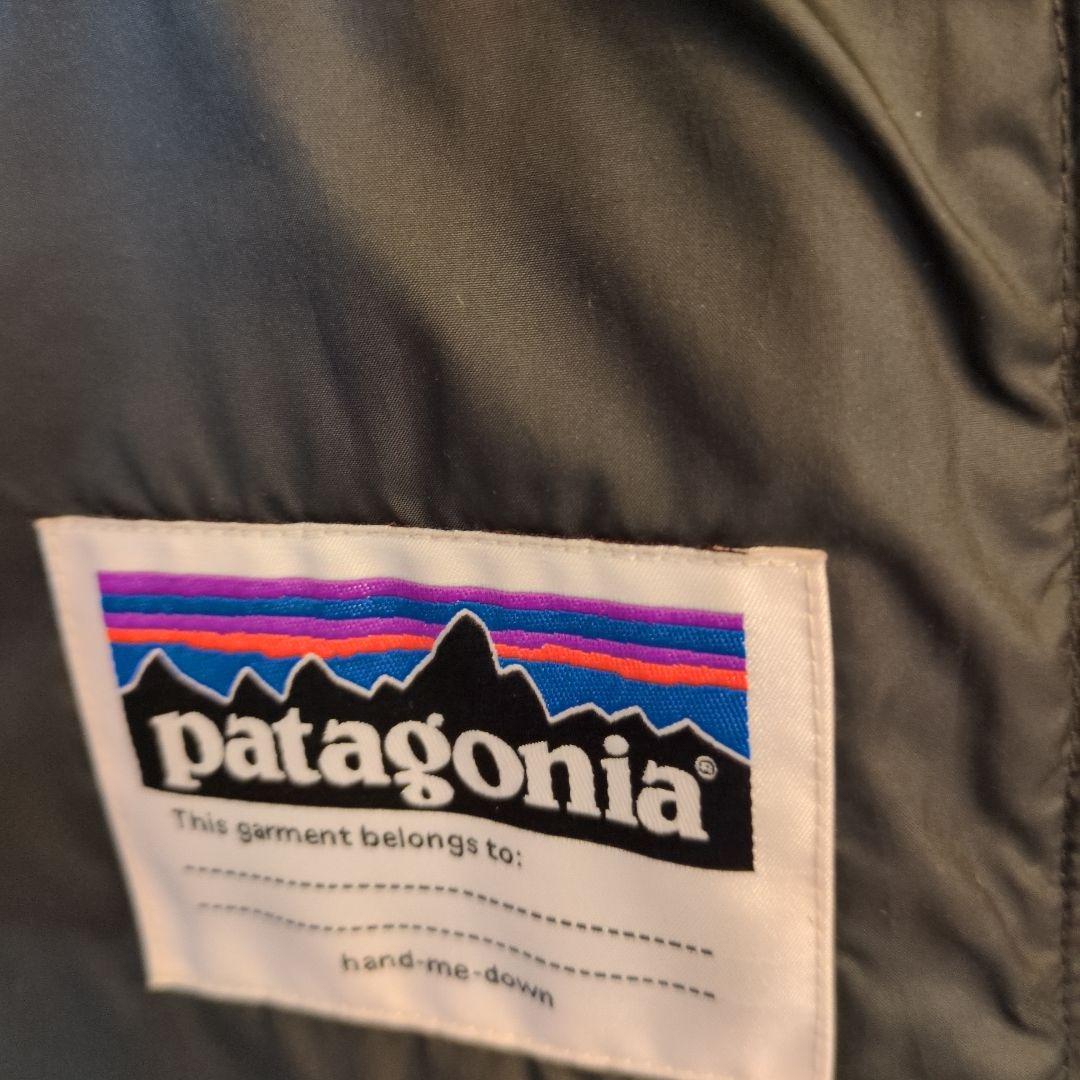 patagonia®
This garment belongs to:
hand-me-down